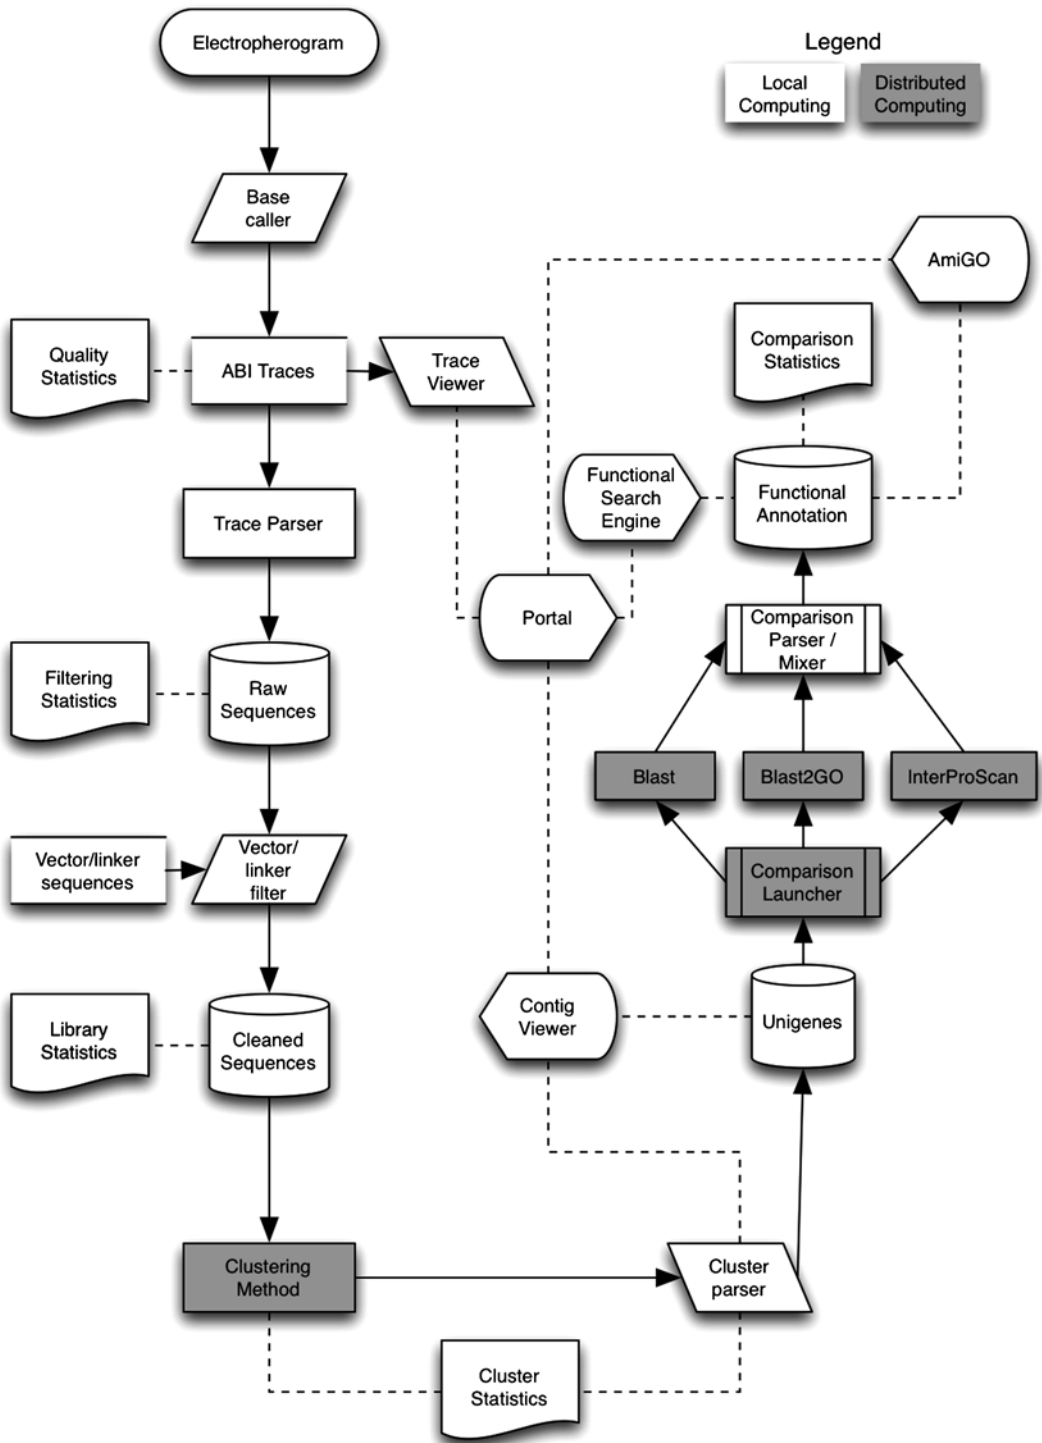 Electropherogram
Legend
Local
Computing
Distributed
Computing
Base
caller
AmiGO
Quality
Statistics
ABI Traces
Trace
Viewer
Comparison
Statistics
Functional
Search
Engine
Functional
Annotation
Trace Parser
Portal
Comparison
Parser /
Mixer
Filtering
Statistics
Raw
Sequences
Blast
Blast2GO
InterProScan
Vector/linker
sequences
Vector/
linker
filter
Comparison
Launcher
Library
Statistics
Cleaned
Sequences
Contig
Viewer
Unigenes
Clustering
Method
Cluster
parser
Cluster
Statistics